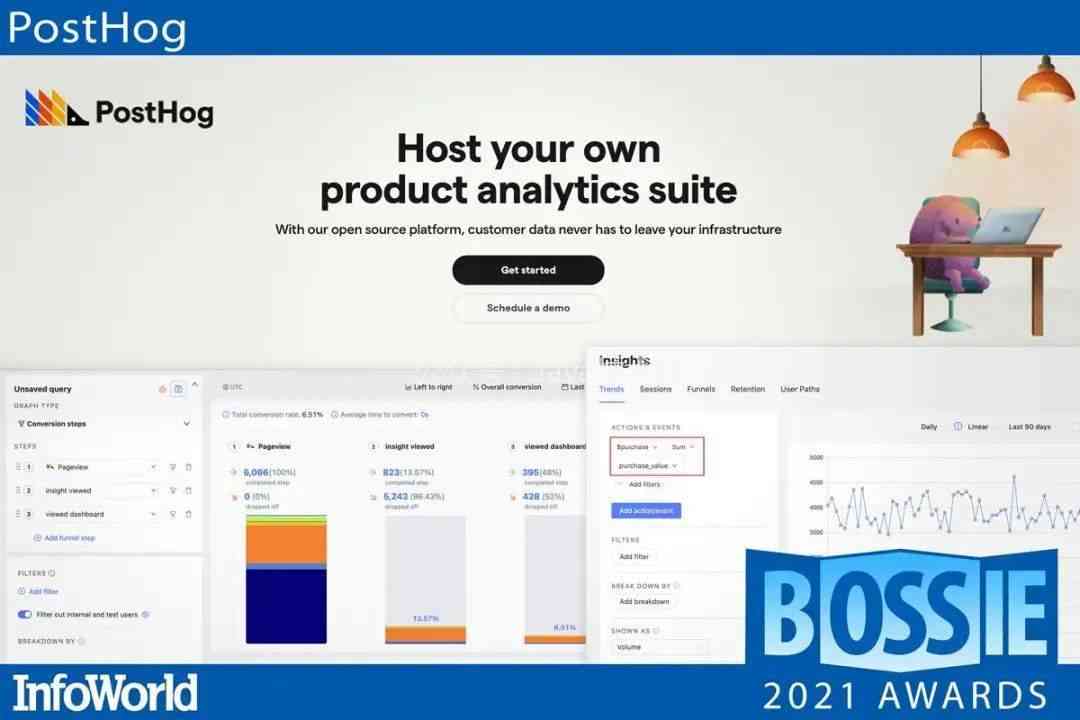 PostHog
PostHog
Host your own
product analytics suite
With our open source platform, customer data never has to leave your infrastructure
Get started
Schedule a demo
Unsaved query
GRAPH TYPE
Conversion steps
STEPS
1 Pageview
2 insight viewed
3 viewed dashboard
Add funnel step
FILTERS
Add filter
Filter out internal and test users
BREAKDOWN BY
UTC
Left to right
Overall conversion
Last
Total conversion rate: 6.51%
Average time to convert: 0s
1 Pageview
6,066(100%)
completed step
0 (0%)
dropped off
2 insight viewed
823(13.57%)
completed step
5,243 (86.43%)
dropped off
13.57%
3 viewed dashboard
395(48%)
completed step
428 (52%)
dropped off
6.51%
Insights
Trends Sessions Funnels Retention User Paths
ACTIONS & EVENTS
$purchase Sum
purchase_value
Add filters
Add action/event
FILTERS
Add filter
BREAK DOWN BY
Add breakdown
SHOWN AS
Volume
Daily Linear Last 90 days
5000
4000
3000
BOSSIE
2021 AWARDS
InfoWorld